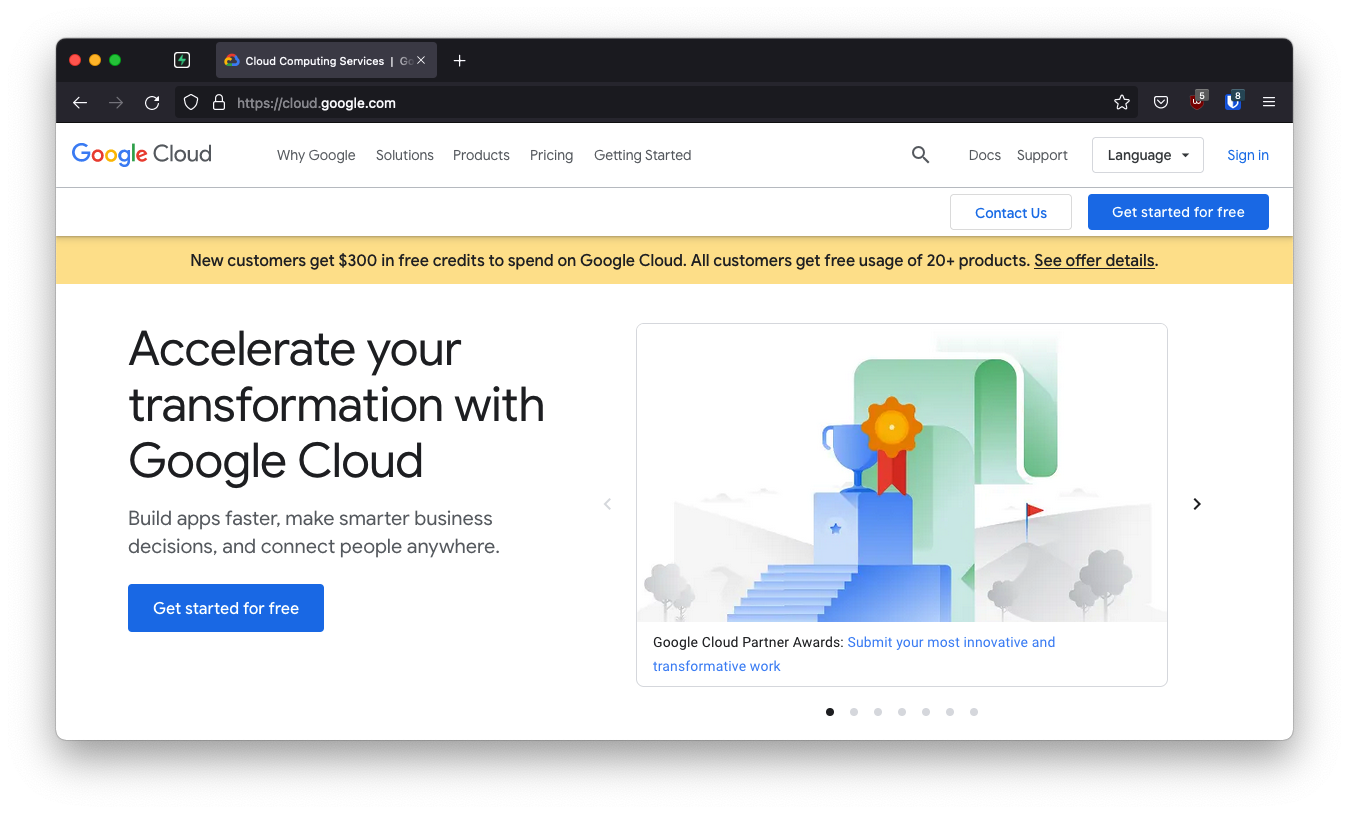 Cloud Computing Services | Go
https://cloud.google.com
5
8
Google Cloud
Why Google Solutions Products Pricing Getting Started
Docs Support Language Sign in
Contact Us Get started for free
New customers get $300 in free credits to spend on Google Cloud. All customers get free usage of 20+ products. See offer details.
Accelerate your
transformation with
Google Cloud
Build apps faster, make smarter business
decisions, and connect people anywhere.
Get started for free
Google Cloud Partner Awards: Submit your most innovative and
transformative work